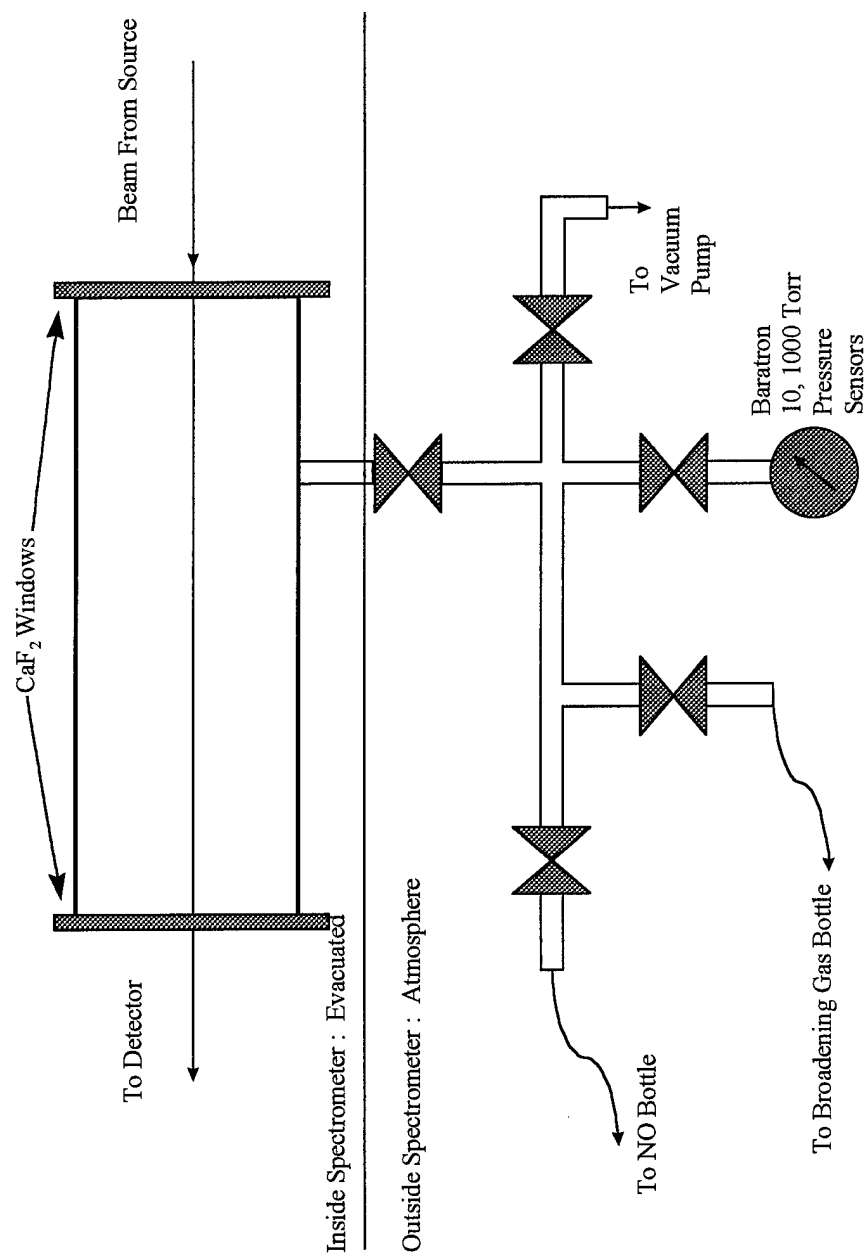 CaF2 Windows
Beam From Source
To Detector
Inside Spectrometer : Evacuated
Outside Spectrometer : Atmosphere
To
Vacuum
Pump
Baratron
10, 1000 Torr
Pressure
Sensors
To NO Bottle
To Broadening Gas Bottle